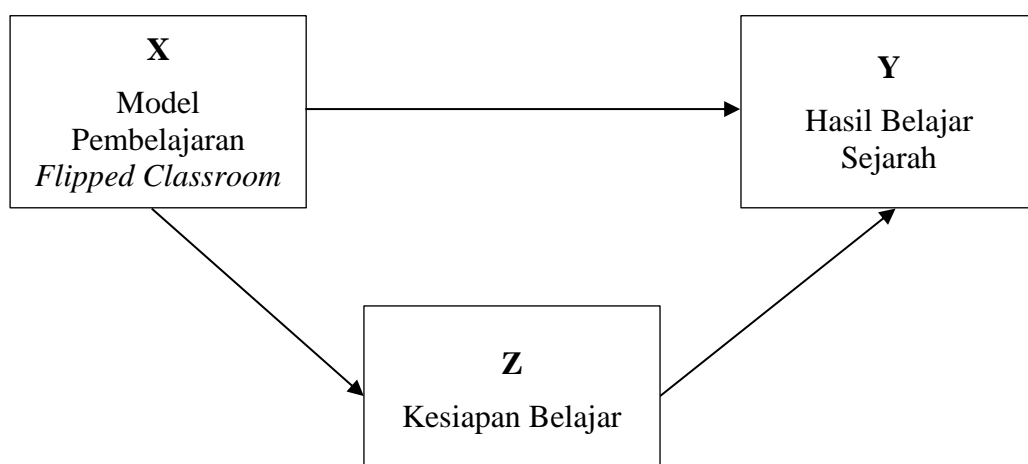 X
Model
Pembelajaran
Flipped Classroom
Y
Hasil Belajar
Sejarah
Z
Kesiapan Belajar